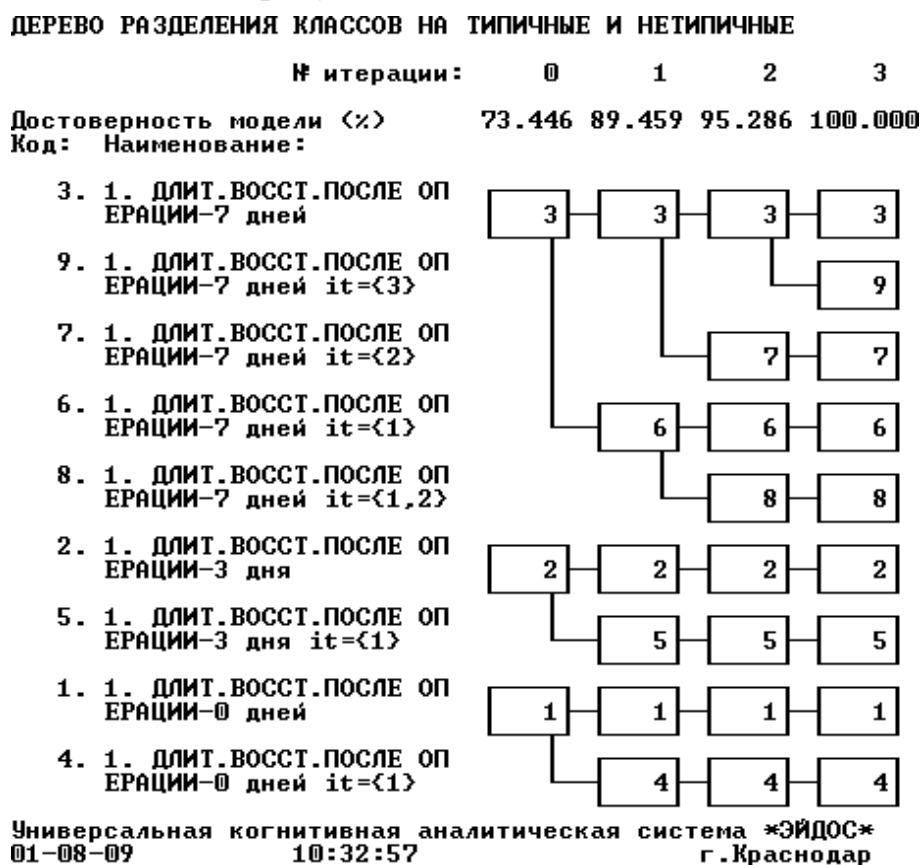 ДЕРЕВО РАЗДЕЛЕНИЯ КЛАССОВ НА ТИПИЧНЫЕ И НЕТИПИЧНЫЕ
№ итерации: 0 1 2 3
Достоверность модели (%) 73.446 89.459 95.286 100.000
Код: Наименование:
3. 1. ДЛИТ.ВОССТ.ПОСЛЕ ОП
ЕРАЦИИ-7 дней 3 3 3 3
9. 1. ДЛИТ.ВОССТ.ПОСЛЕ ОП
ЕРАЦИИ-7 дней it={3} 9
7. 1. ДЛИТ.ВОССТ.ПОСЛЕ ОП
ЕРАЦИИ-7 дней it={2} 7 7
6. 1. ДЛИТ.ВОССТ.ПОСЛЕ ОП
ЕРАЦИИ-7 дней it={1} 6 6 6
8. 1. ДЛИТ.ВОССТ.ПОСЛЕ ОП
ЕРАЦИИ-7 дней it={1,2} 8 8
2. 1. ДЛИТ.ВОССТ.ПОСЛЕ ОП
ЕРАЦИИ-3 дня 2 2 2 2
5. 1. ДЛИТ.ВОССТ.ПОСЛЕ ОП
ЕРАЦИИ-3 дня it={1} 5 5 5
1. 1. ДЛИТ.ВОССТ.ПОСЛЕ ОП
ЕРАЦИИ-0 дней 1 1 1 1
4. 1. ДЛИТ.ВОССТ.ПОСЛЕ ОП
ЕРАЦИИ-0 дней it={1} 4 4 4
Универсальная когнитивная аналитическая система *ЭЙДОС*
01-08-09 10:32:57 г.Краснодар